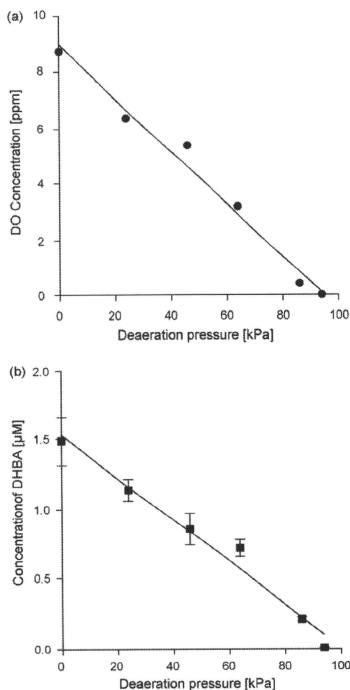 (a)
10
8
6
4
2
0
DO Concentration [ppm]
0 20 40 60 80 100
Deaeration pressure [kPa]
(b)
2.0
1.5
1.0
0.5
0.0
Concentrationof DHBA [µM]
0 20 40 60 80 100
Deaeration pressure [kPa]